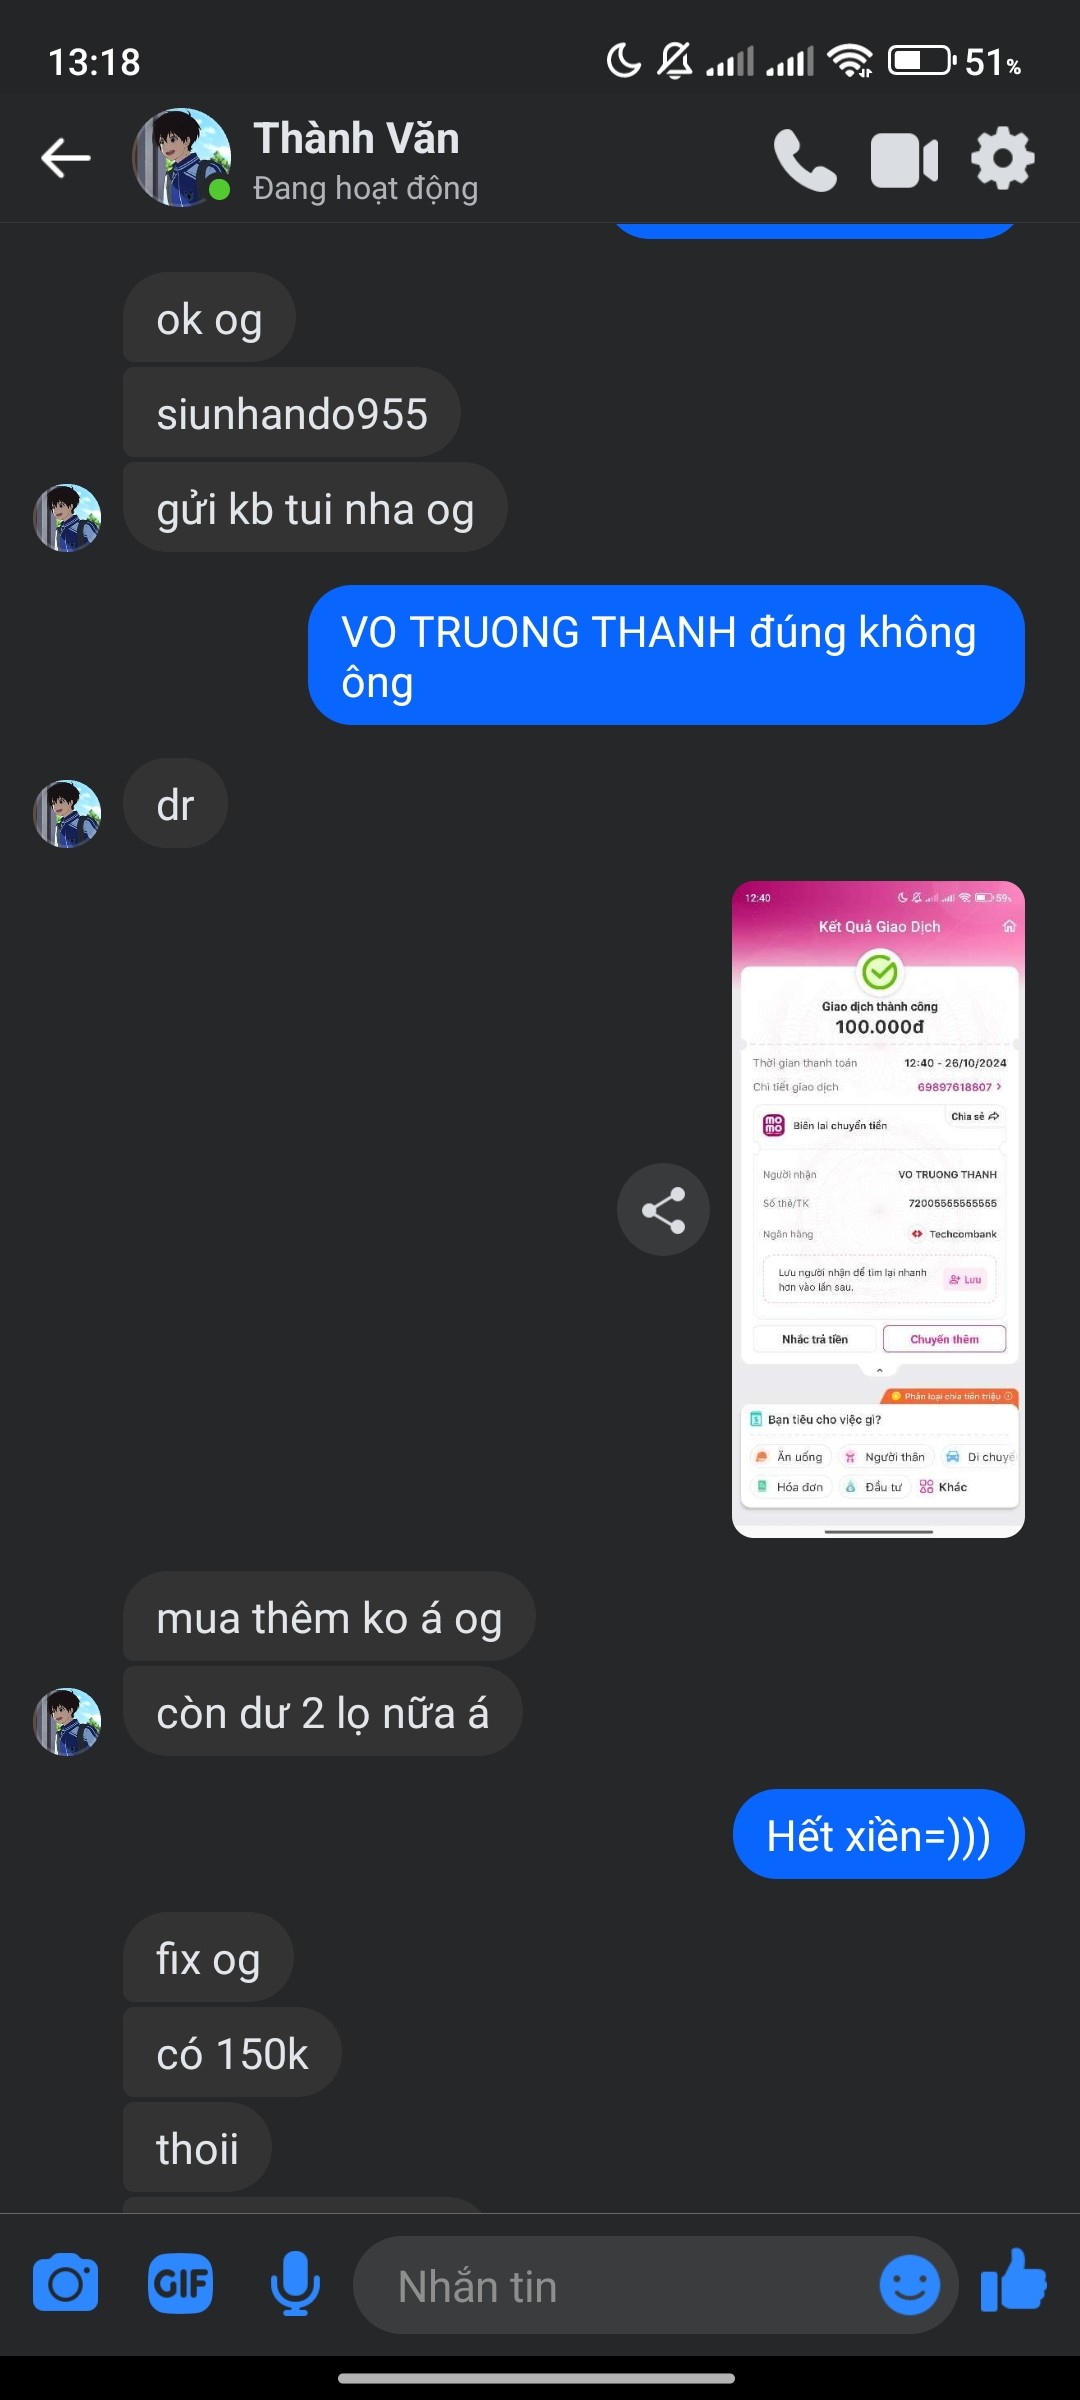 13:18
51%
Thành Văn
Đang hoạt động
ok og
siunhando955
gửi kb tui nha og
VO TRUONG THANH đúng không
ông
dr
12:40
59%
Kết Quả Giao Dịch
Giao dịch thành công
100.000đ
Thời gian thanh toán 12:40 - 26/10/2024
Chi tiết giao dịch 69897618807 >
Chia sẻ
momo Biên lai chuyển tiền
Người nhận VO TRUONG THANH
Số thẻ/TK 72005555555555
Ngân hàng Techcombank
Lưu người nhận để tìm lại nhanh
hơn vào lần sau.
Lưu
Nhắc trả tiền Chuyển thêm
Phân loại chia tiền triệu
Bạn tiêu cho việc gì?
Ăn uống Người thân Di chuyể
Hóa đơn Đầu tư Khác
mua thêm ko á og
còn dư 2 lọ nữa á
Hết xiền=)))
fix og
có 150k
thoii
GIF
Nhắn tin